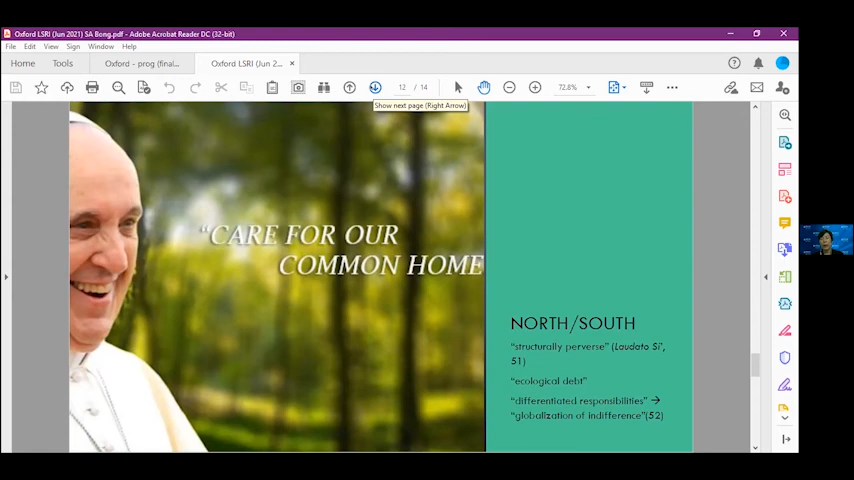 Oxford LSRI (Jun 2021) SA Bong.pdf - Adobe Acrobat Reader DC (32-bit)
File Edit View Sign Window Help
Home Tools Oxford - prog (final... Oxford LSRI (Jun 2... ×
12 / 14 72.8%
Show next page (Right Arrow)
“CARE FOR OUR
COMMON HOME
NORTH/SOUTH
“structurally perverse” (Laudato Si’,
51)
“ecological debt”
“differentiated responsibilities” →
“globalization of indifference”(52)